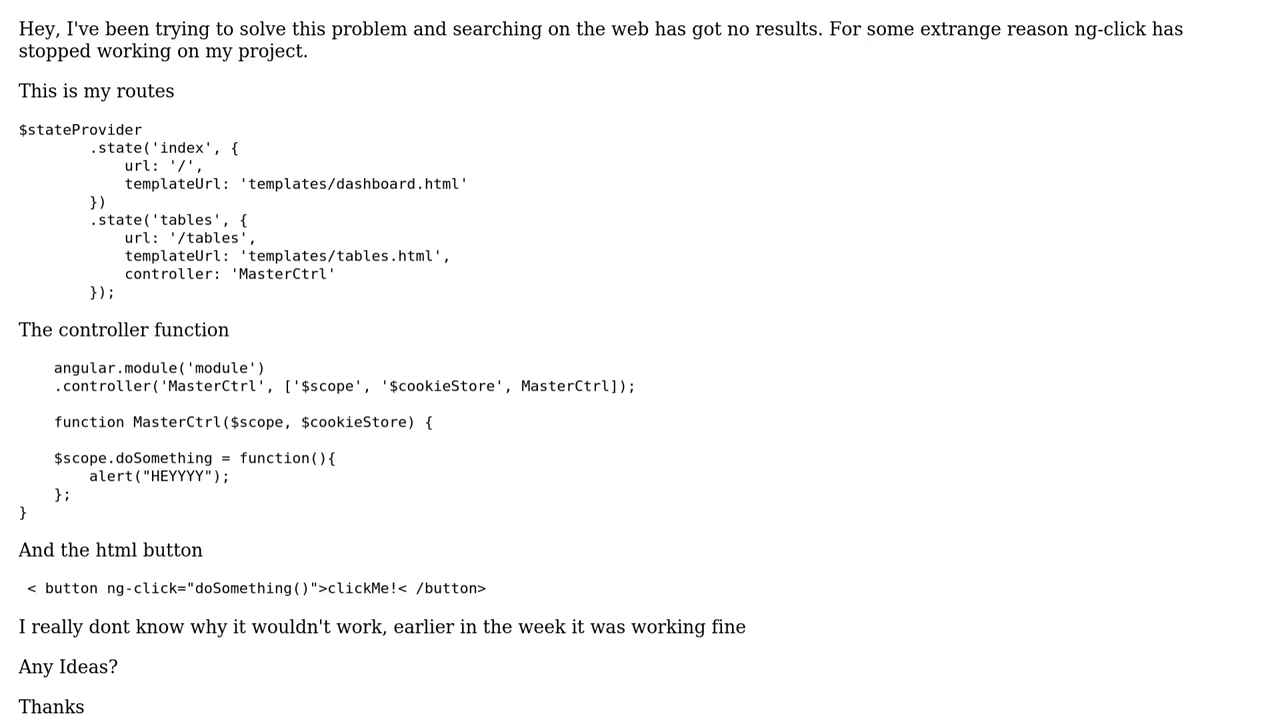 Hey, I've been trying to solve this problem and searching on the web has got no results. For some extrange reason ng-click has
stopped working on my project.
This is my routes
$stateProvider
        .state('index', {
            url: '/',
            templateUrl: 'templates/dashboard.html'
        })
        .state('tables', {
            url: '/tables',
            templateUrl: 'templates/tables.html',
            controller: 'MasterCtrl'
        });
The controller function
    angular.module('module')
    .controller('MasterCtrl', ['$scope', '$cookieStore', MasterCtrl]);
    function MasterCtrl($scope, $cookieStore) {
    $scope.doSomething = function(){
        alert("HEYYYY");
    };
}
And the html button
 < button ng-click="doSomething()">clickMe!< /button>
I really dont know why it wouldn't work, earlier in the week it was working fine
Any Ideas?
Thanks